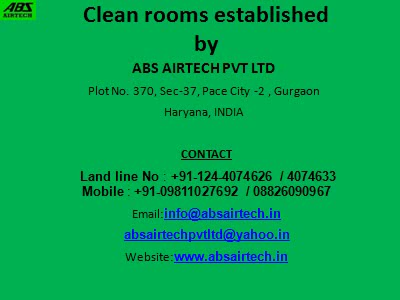 ABS
AIRTECH
Clean rooms established
by
ABS AIRTECH PVT LTD
Plot No. 370, Sec-37, Pace City -2 , Gurgaon
Haryana, INDIA
CONTACT
Land line No : +91-124-4074626 / 4074633
Mobile : +91-09811027692 / 08826090967
Email:info@absairtech.in
absairtechpvtltd@yahoo.in
Website:www.absairtech.in